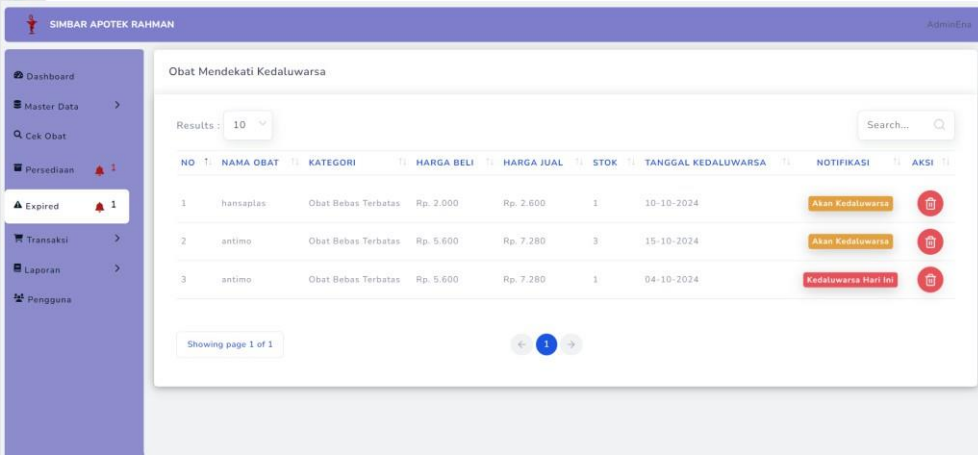 SIMBAR APOTEK RAHMAN
AdminEna
Dashboard
Master Data
Cek Obat
Persediaan 1
Expired 1
Transaksi
Laporan
Pengguna
Obat Mendekati Kedaluwarsa
Results : 10
Search...
NO NAMA OBAT KATEGORI HARGA BELI HARGA JUAL STOK TANGGAL KEDALUWARSA NOTIFIKASI AKSI
1 hansaplas Obat Bebas Terbatas Rp. 2.000 Rp. 2.600 1 10-10-2024 Akan Kedaluwarsa
2 antimo Obat Bebas Terbatas Rp. 5.600 Rp. 7.280 3 15-10-2024 Akan Kedaluwarsa
3 antimo Obat Bebas Terbatas Rp. 5.600 Rp. 7.280 1 04-10-2024 Kedaluwarsa Hari Ini
Showing page 1 of 1
1